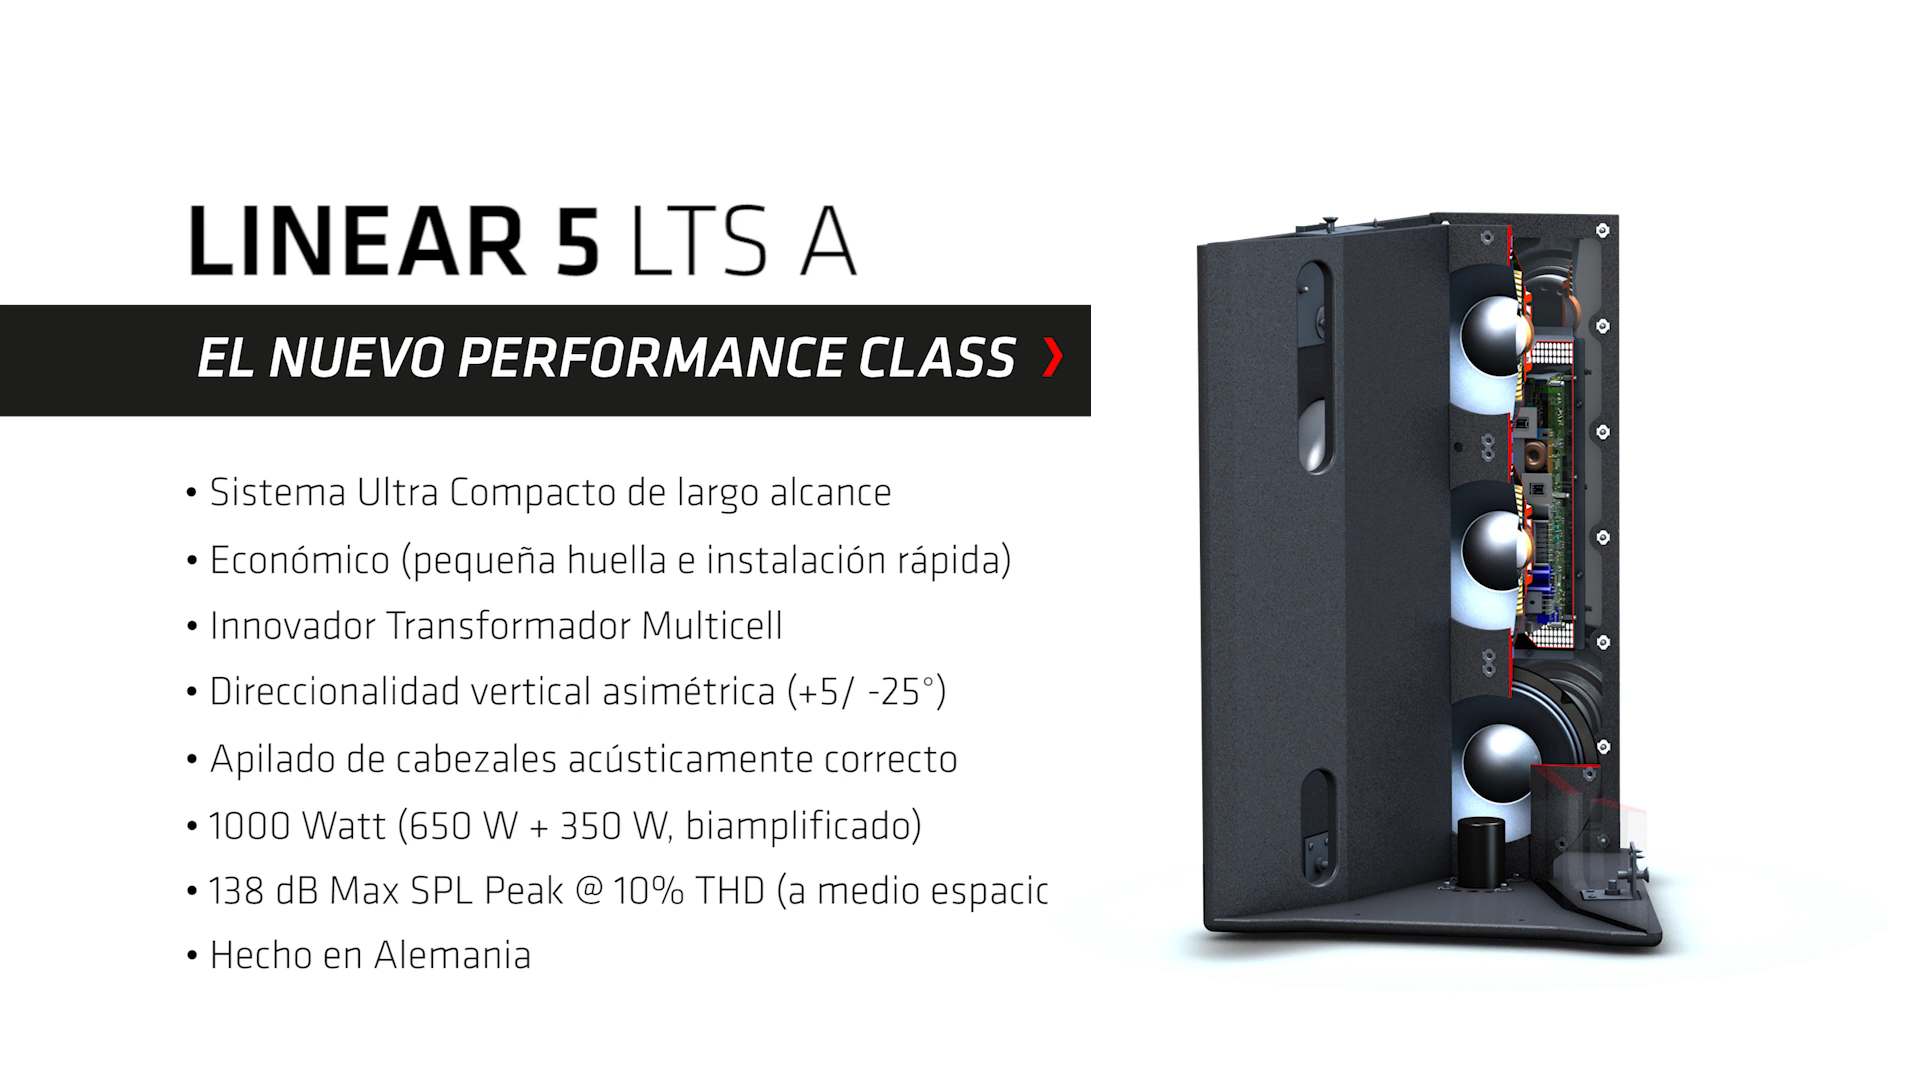 LINEAR 5 LTS A
EL NUEVO PERFORMANCE CLASS ❯
• Sistema Ultra Compacto de largo alcance
• Económico (pequeña huella e instalación rápida)
• Innovador Transformador Multicell
• Direccionalidad vertical asimétrica (+5/ -25°)
• Apilado de cabezales acústicamente correcto
• 1000 Watt (650 W + 350 W, biamplificado)
• 138 dB Max SPL Peak @ 10% THD (a medio
• Hecho en Alemania